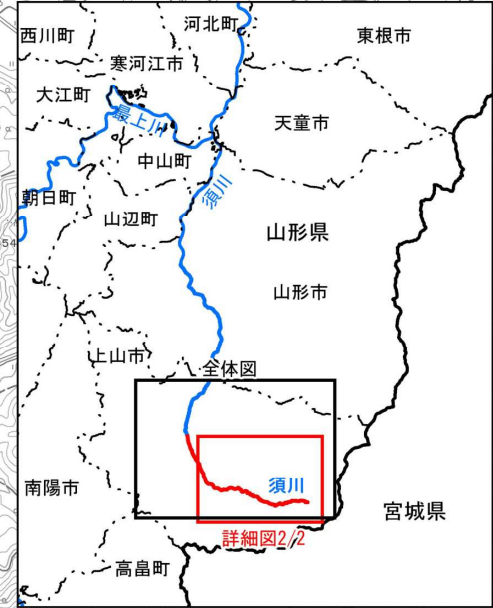 河北町
西川町
東根市
寒河江市
大江町
最上川
天童市
中山町
須川
朝日町
山辺町
山形県
54
山形市
上山市
全体図
須川
南陽市
宮城県
詳細図2/2
高畠町